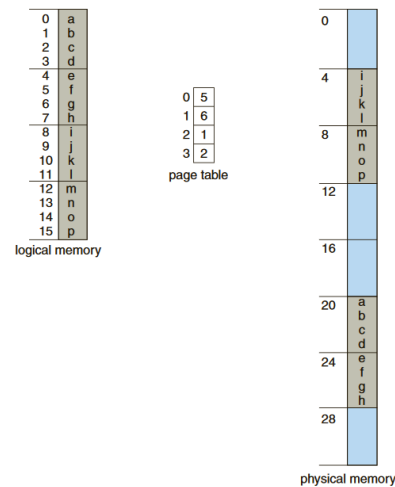 0 a
1 b
2 c
3 d
4 e
5 f
6 g
7 h
8 i
9 j
10 k
11 l
12 m
13 n
14 o
15 p
logical memory
0 5
1 6
2 1
3 2
page table
0
4 i
j
k
l
8 m
n
o
p
12
16
20 a
b
c
d
24 e
f
g
h
28
physical memory